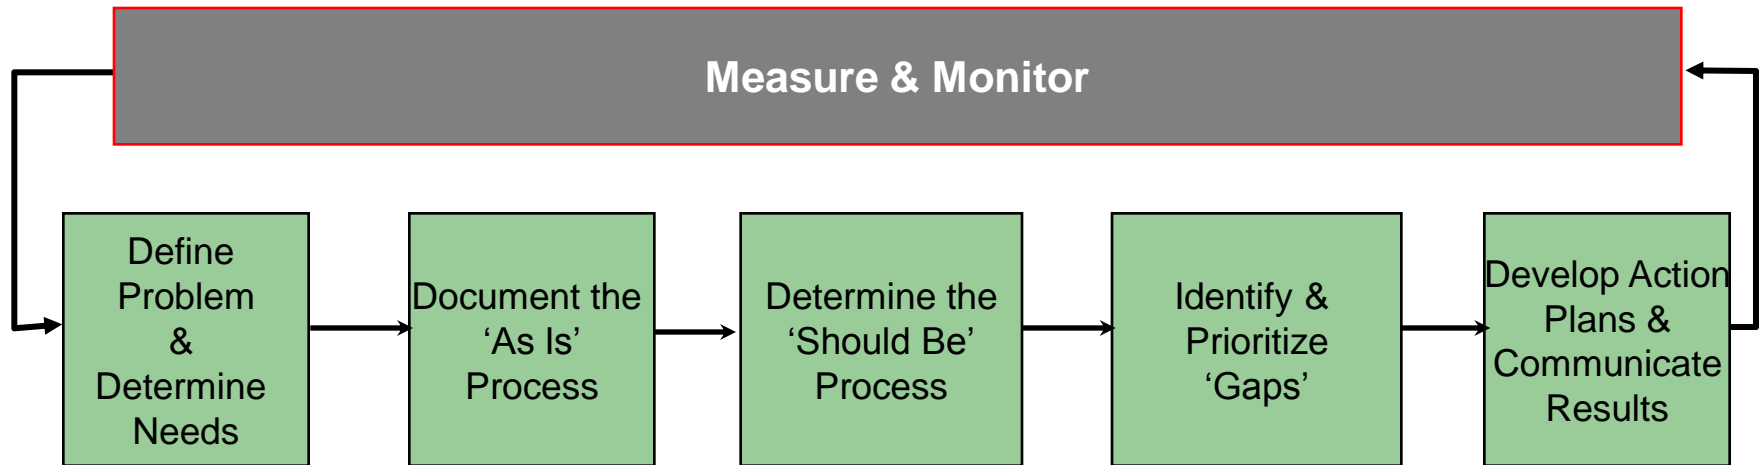 Measure & Monitor
Define
Problem
&
Determine
Needs
Document the
‘As Is’
Process
Determine the
‘Should Be’
Process
Identify &
Prioritize
‘Gaps’
Develop Action
Plans &
Communicate
Results